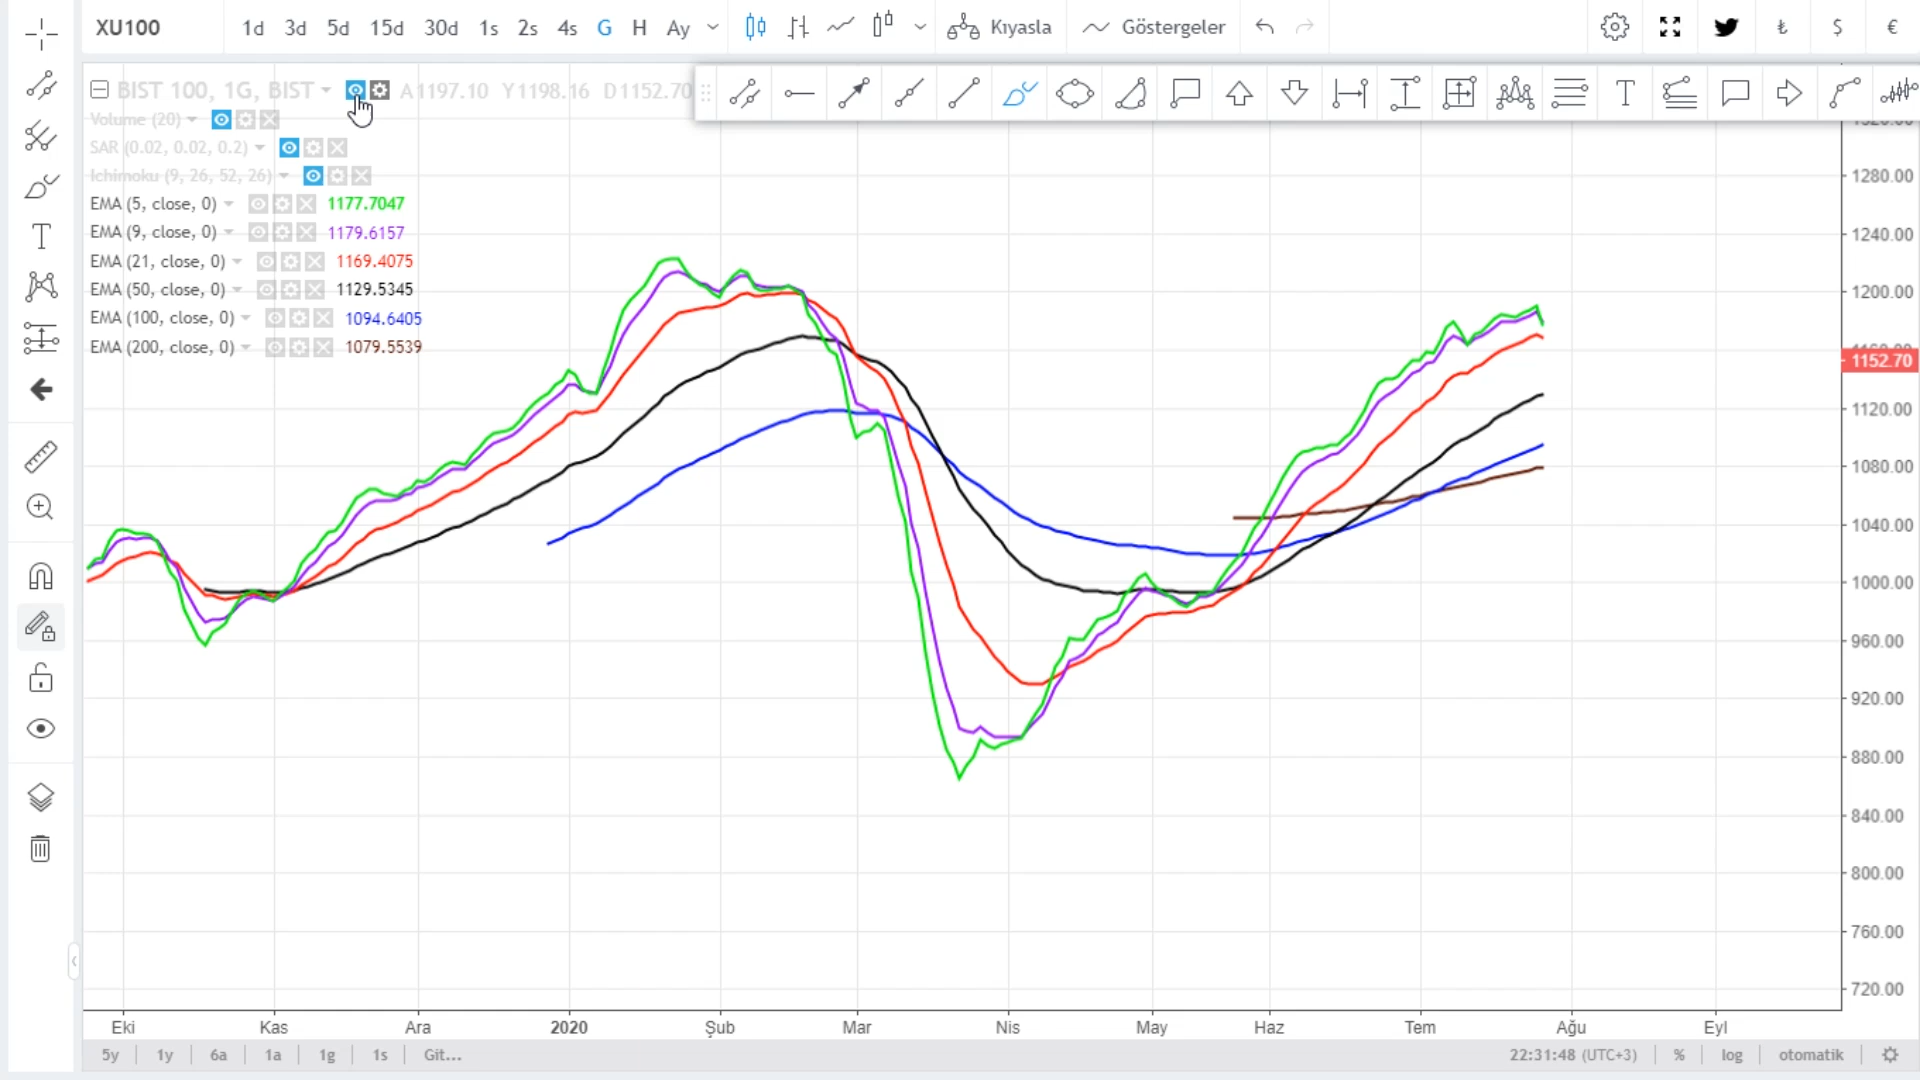 XU100 1d 3d 5d 15d 30d 1s 2s 4s G H Ay Kıyasla Göstergeler ₺ $ €
BIST 100, 1G, BIST A1197.10 Y1198.16 D1152.70
Volume (20)
SAR (0.02, 0.02, 0.2)
Ichimoku (9, 26, 52, 26)
EMA (5, close, 0) 1177.7047
EMA (9, close, 0) 1179.6157
EMA (21, close, 0) 1169.4075
EMA (50, close, 0) 1129.5345
EMA (100, close, 0) 1094.6405
EMA (200, close, 0) 1079.5539
T
T
1280.00
1240.00
1200.00
1152.70
1120.00
1080.00
1040.00
1000.00
960.00
920.00
880.00
840.00
800.00
760.00
720.00
Eki Kas Ara 2020 Şub Mar Nis May Haz Tem Ağu Eyl
5y 1y 6a 1a 1g 1s Git... 22:31:48 (UTC+3) % log otomatik